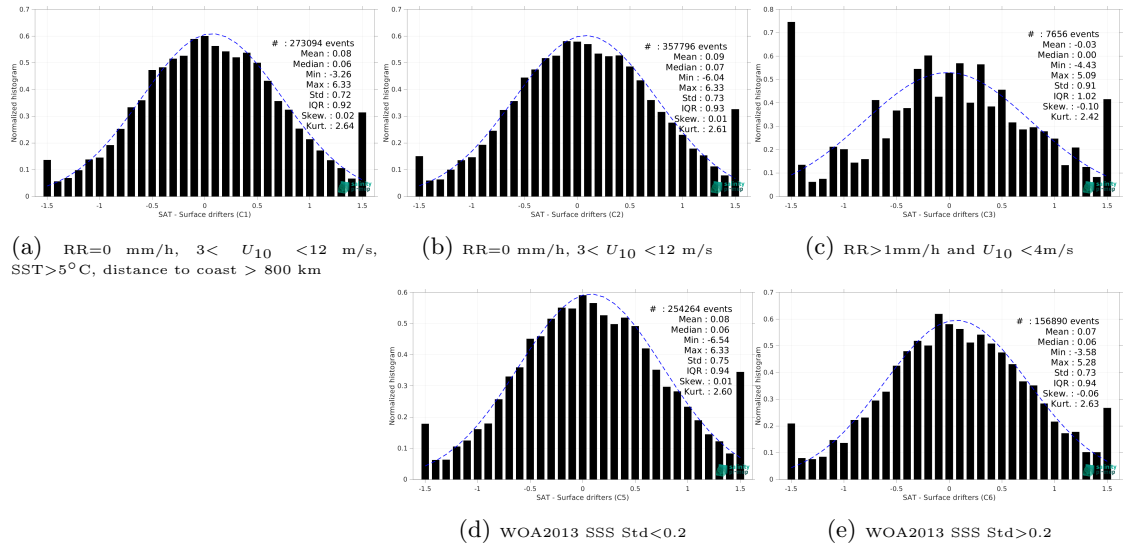 0.7
0.6
0.5
0.4
0.3
0.2
0.1
0
Normalized histogram
# : 273094 events
Mean : 0.08
Median : 0.06
Min : -3.26
Max : 6.33
Std : 0.72
IQR : 0.92
Skew. : 0.02
Kurt. : 2.64
-1.5 -1 -0.5 0 0.5 1 1.5
SAT - Surface drifters (C1)
(a) RR=0 mm/h, 3< U10 <12 m/s,
SST>5°C, distance to coast > 800 km
0.7
0.6
0.5
0.4
0.3
0.2
0.1
0
Normalized histogram
# : 357796 events
Mean : 0.09
Median : 0.07
Min : -6.04
Max : 6.33
Std : 0.73
IQR : 0.93
Skew. : 0.01
Kurt. : 2.61
-1.5 -1 -0.5 0 0.5 1 1.5
SAT - Surface drifters (C2)
(b) RR=0 mm/h, 3< U10 <12 m/s
0.8
0.7
0.6
0.5
0.4
0.3
0.2
0.1
0
Normalized histogram
# : 7656 events
Mean : -0.03
Median : 0.00
Min : -4.43
Max : 5.09
Std : 0.91
IQR : 1.02
Skew. : -0.10
Kurt. : 2.42
-1.5 -1 -0.5 0 0.5 1 1.5
SAT - Surface drifters (C3)
(c) RR>1mm/h and U10 <4m/s
0.6
0.5
0.4
0.3
0.2
0.1
0
Normalized histogram
# : 254264 events
Mean : 0.08
Median : 0.06
Min : -6.54
Max : 6.33
Std : 0.75
IQR : 0.94
Skew. : 0.01
Kurt. : 2.60
-1.5 -1 -0.5 0 0.5 1 1.5
SAT - Surface drifters (C5)
(d) WOA2013 SSS Std<0.2
0.7
0.6
0.5
0.4
0.3
0.2
0.1
0
Normalized histogram
# : 156890 events
Mean : 0.07
Median : 0.06
Min : -3.58
Max : 5.28
Std : 0.73
IQR : 0.94
Skew. : -0.06
Kurt. : 2.63
-1.5 -1 -0.5 0 0.5 1 1.5
SAT - Surface drifters (C6)
(e) WOA2013 SSS Std>0.2